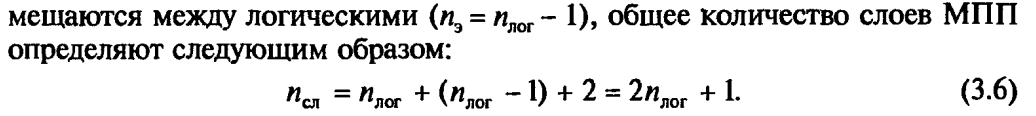 мещаются между логическими (nэ = nлог – 1), общее количество слоев МПП
определяют следующим образом:
nсл = nлог + (nлог – 1) + 2 = 2nлог + 1. (3.6)